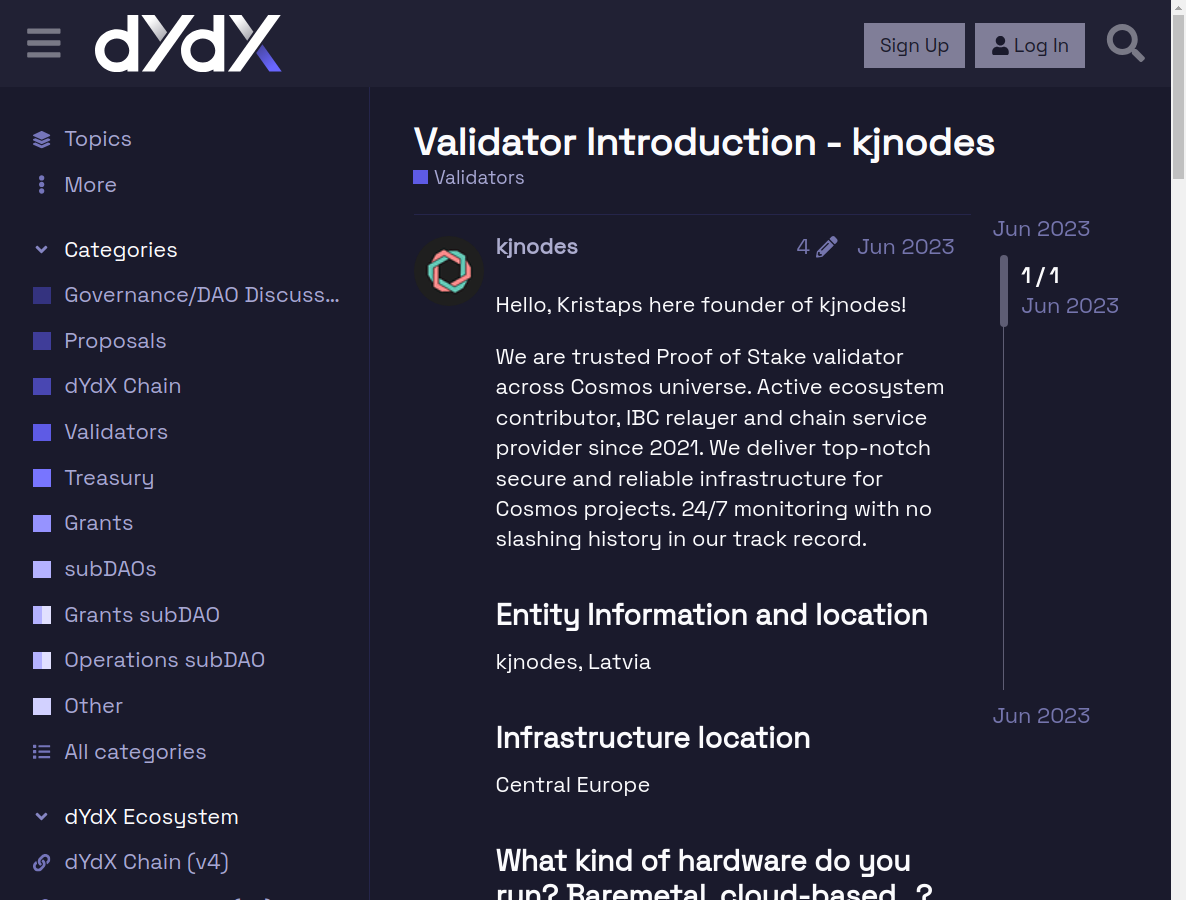 dYdX
Sign Up
Log In
Topics
More
Categories
Governance/DAO Discuss...
Proposals
dYdX Chain
Validators
Treasury
Grants
subDAOs
Grants subDAO
Operations subDAO
Other
All categories
dYdX Ecosystem
dYdX Chain (v4)
Validator Introduction - kjnodes
Validators
kjnodes
4
Jun 2023
Hello, Kristaps here founder of kjnodes!
We are trusted Proof of Stake validator
across Cosmos universe. Active ecosystem
contributor, IBC relayer and chain service
provider since 2021. We deliver top-notch
secure and reliable infrastructure for
Cosmos projects. 24/7 monitoring with no
slashing history in our track record.
Entity Information and location
kjnodes, Latvia
Infrastructure location
Central Europe
What kind of hardware do you
run? Baremetal, cloud-based...?
Jun 2023
1 / 1
Jun 2023
Jun 2023